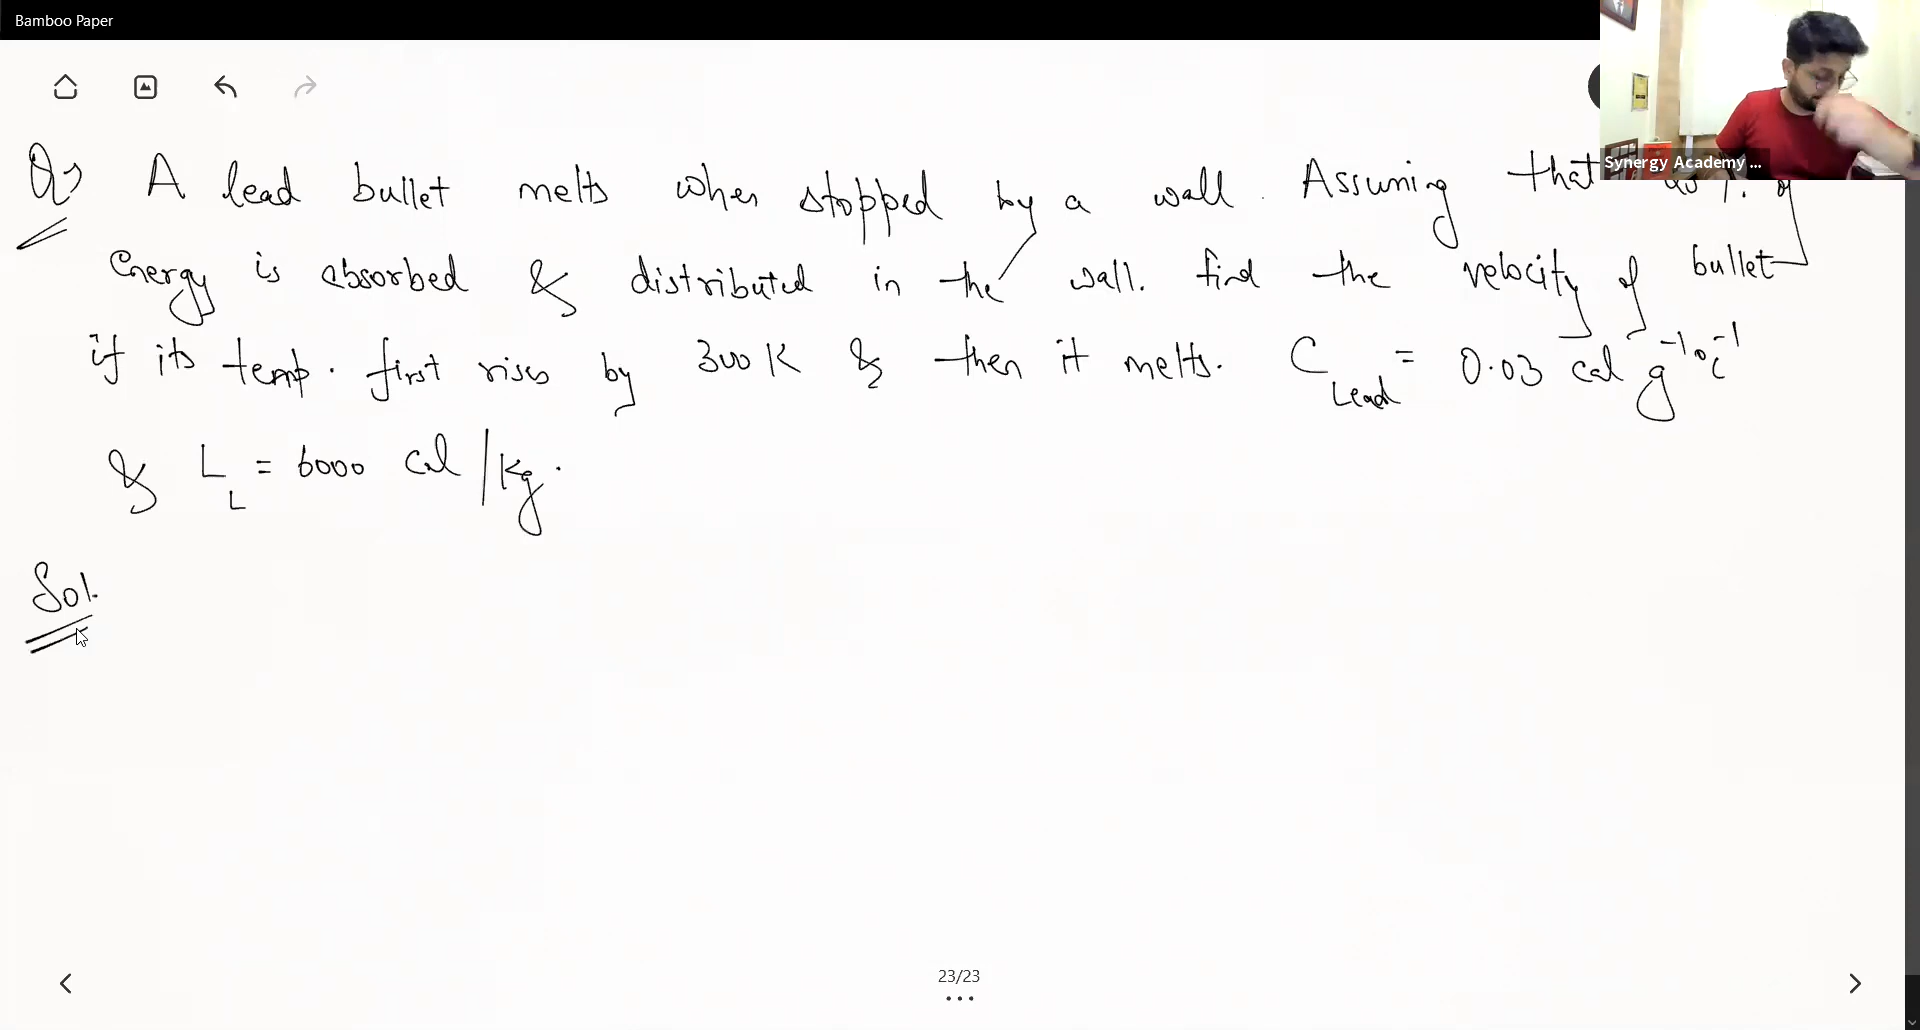 Bamboo Paper
Synergy Academy ...
Q, A lead bullet melts when stopped by a wall. Assuming that % of
energy is absorbed & distributed in the wall. find the velocity of bullet
if its temp. first rises by 300 K & then it melts. C Lead = 0.03 cal g⁻¹ °C⁻¹
& L L = 6000 cal/kg.
Sol.
23/23